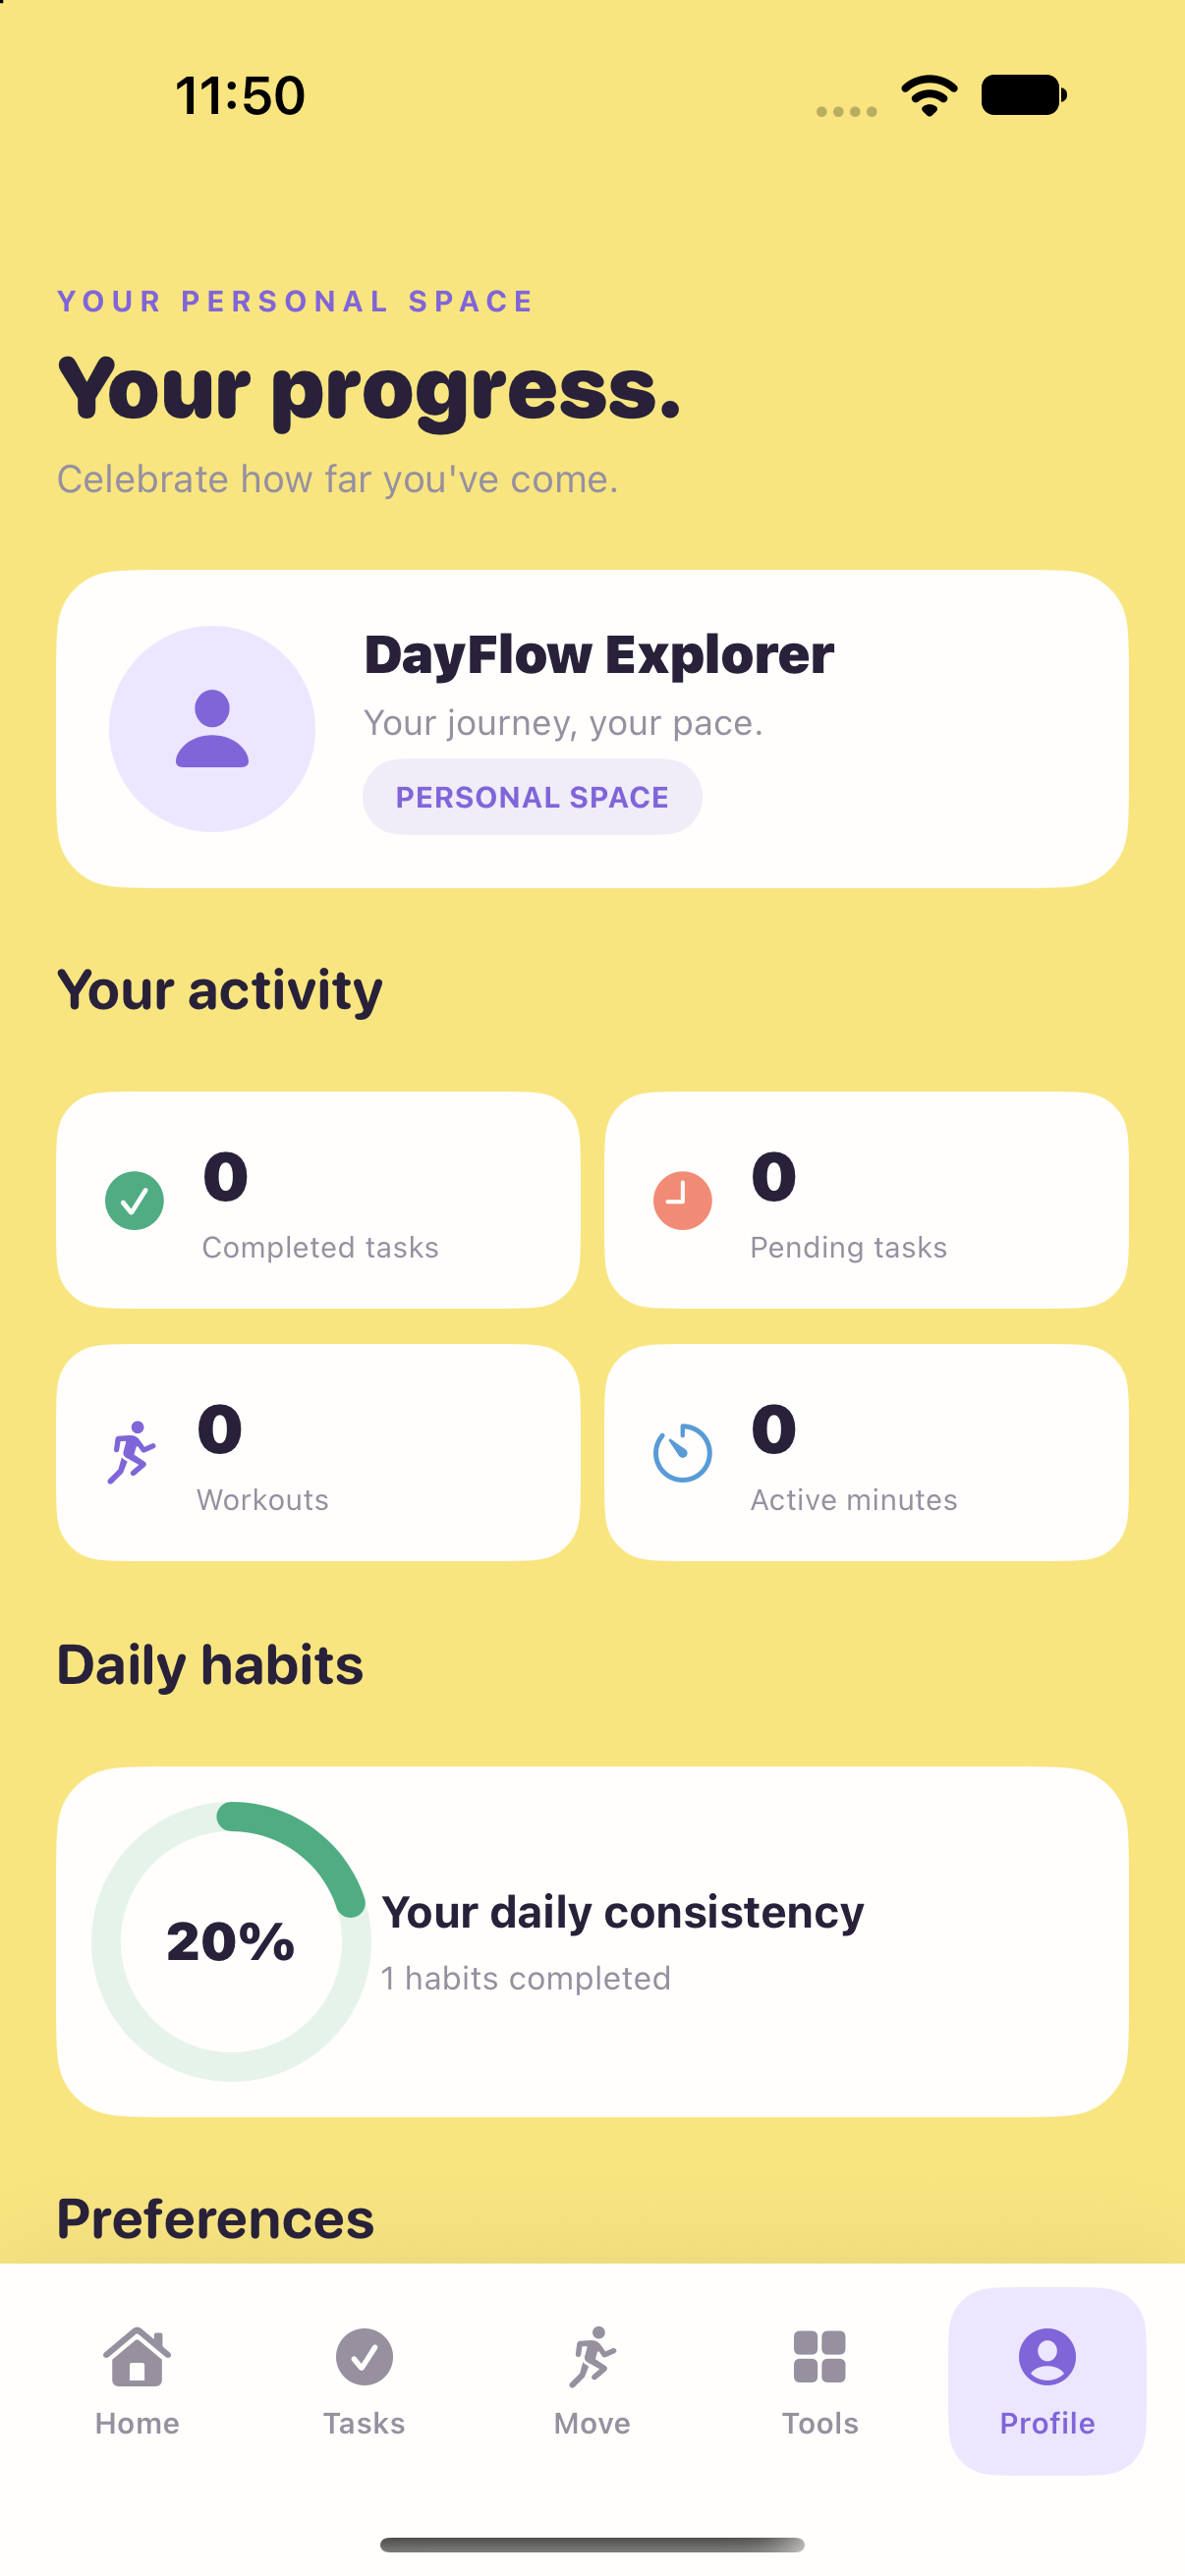 11:50
YOUR PERSONAL SPACE
Your progress.
Celebrate how far you've come.
DayFlow Explorer
Your journey, your pace.
PERSONAL SPACE
Your activity
0
Completed tasks
0
Pending tasks
0
Workouts
0
Active minutes
Daily habits
20%
Your daily consistency
1 habits completed
Preferences
Home
Tasks
Move
Tools
Profile